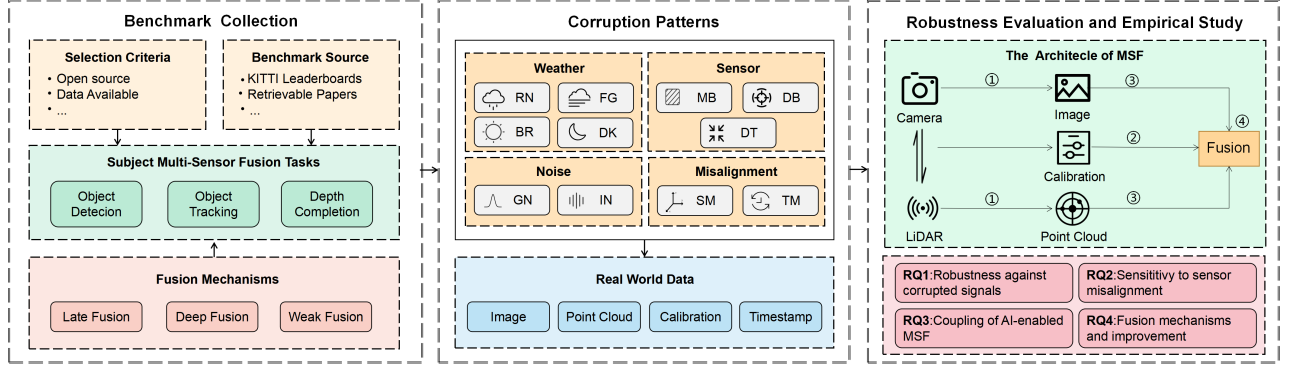 Benchmark Collection
Selection Criteria
• Open source
• Data Available
• ...
Benchmark Source
• KITTI Leaderboards
• Retrievable Papers
• ...
Subject Multi-Sensor Fusion Tasks
Object
Detecion
Object
Tracking
Depth
Completion
Fusion Mechanisms
Late Fusion
Deep Fusion
Weak Fusion
Corruption Patterns
Weather
RN
FG
BR
DK
Sensor
MB
DB
DT
Noise
GN
IN
Misalignment
SM
TM
Real World Data
Image
Point Cloud
Calibration
Timestamp
Robustness Evaluation and Empirical Study
The Architecle of MSF
Camera
①
Image
③
④
②
Calibration
Fusion
LiDAR
①
Point Cloud
③
RQ1:Robustness against
corrupted signals
RQ2:Sensititivy to sensor
misalignment
RQ3:Coupling of AI-enabled
MSF
RQ4:Fusion mechanisms
and improvement